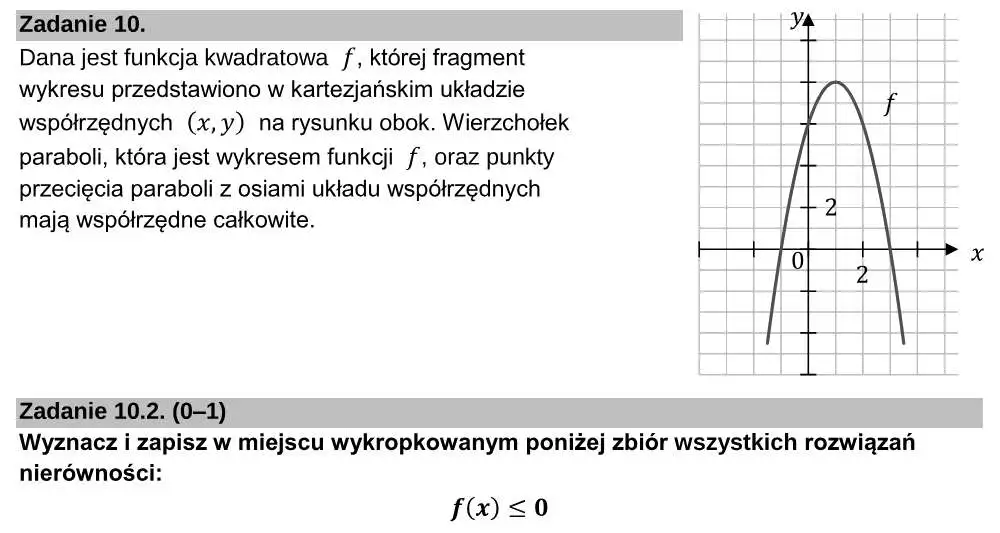 Zadanie 10.
Dana jest funkcja kwadratowa f, której fragment
wykresu przedstawiono w kartezjańskim układzie
współrzędnych (x, y) na rysunku obok. Wierzchołek
paraboli, która jest wykresem funkcji f, oraz punkty
przecięcia paraboli z osiami układu współrzędnych
mają współrzędne całkowite.
y
f
2
0
2
x
Zadanie 10.2. (0–1)
Wyznacz i zapisz w miejscu wykropkowanym poniżej zbiór wszystkich rozwiązań
nierówności:
f(x) ≤ 0